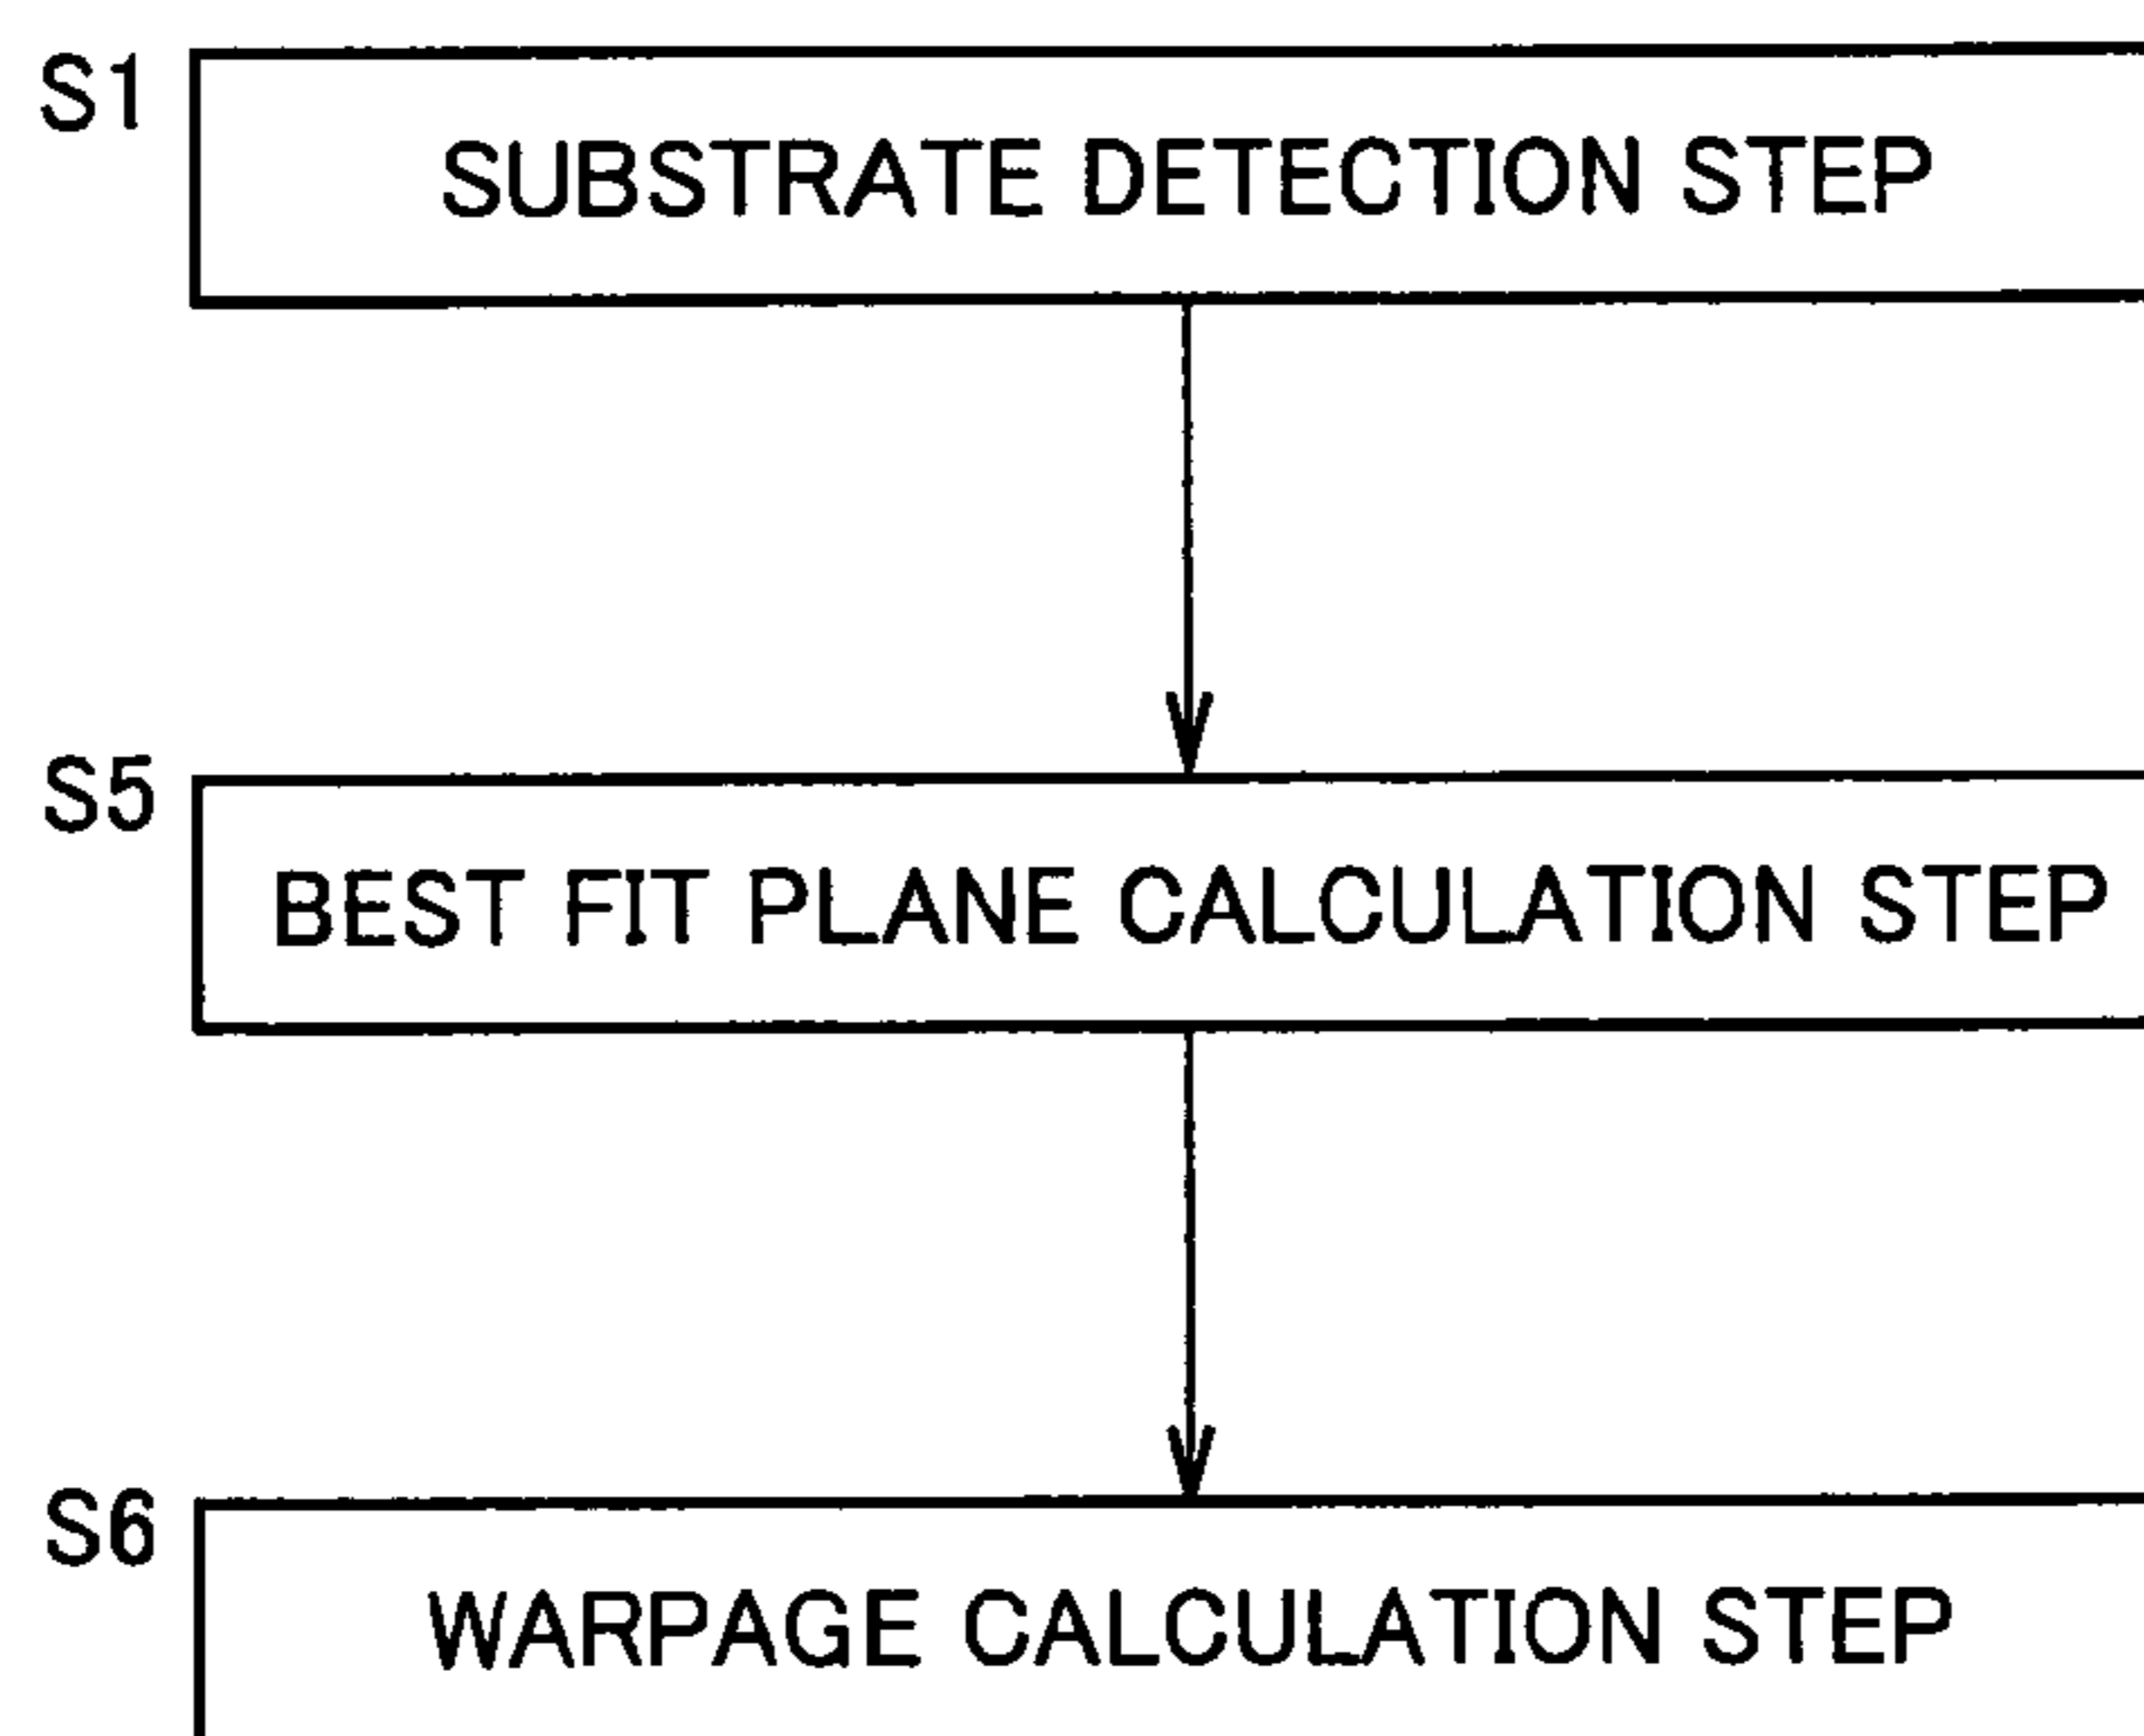 S1
SUBSTRATE DETECTION STEP
S5
BEST FIT PLANE CALCULATION STEP
S6
WARPAGE CALCULATION STEP